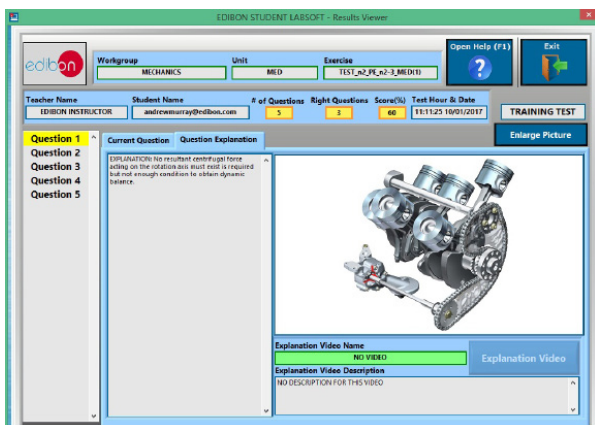 EDIBON STUDENT LABSOFT - Results Viewer
edibon
Workgroup
MECHANICS
Unit
MED
Exercise
TEST_n2_PE_n2-3_MED(1)
Open Help (F1)
?
Exit
Teacher Name
EDIBON INSTRUCTOR
Student Name
andrewmurray@edibon.com
# of Questions
5
Right Questions
3
Score(%)
60
Test Hour & Date
11:11:25 10/01/2017
TRAINING TEST
Enlarge Picture
Question 1
Question 2
Question 3
Question 4
Question 5
Current Question
Question Explanation
EXPLANATION: No resultant centrifugal force
acting on the rotation axis must exist is required
but not enough condition to obtain dynamic
balance.
Explanation Video Name
NO VIDEO
Explanation Video
Explanation Video Description
NO DESCRIPTION FOR THIS VIDEO